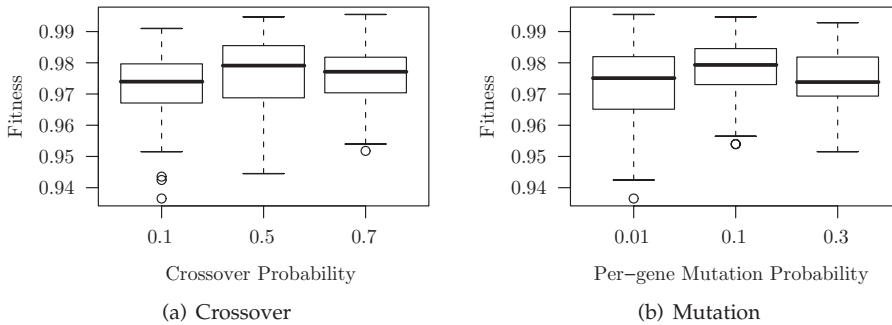 0.99
0.98
0.97
0.96
0.95
0.94
Fitness
0.1 0.5 0.7
Crossover Probability
(a) Crossover
0.99
0.98
0.97
0.96
0.95
0.94
Fitness
0.01 0.1 0.3
Per−gene Mutation Probability
(b) Mutation